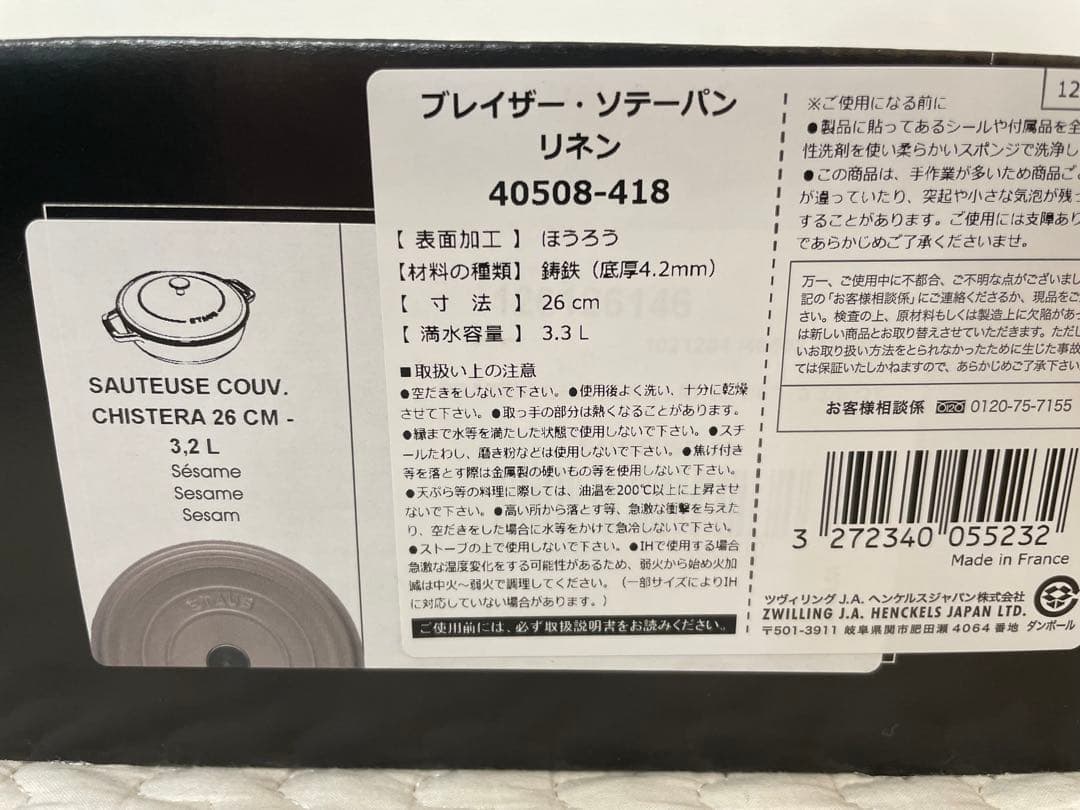 ブレイザー・ソテーパン
リネン
40508-418
【 表面加工 】 ほうろう
【材料の種類】 鋳鉄（底厚4.2mm）
【 寸 法 】 26 cm
【 満水容量 】 3.3 L
■取扱い上の注意
●空だきをしないで下さい。●使用後よく洗い、十分に乾燥
させて下さい。●取っ手の部分は熱くなることがあります。
●縁まで水等を満たした状態で使用しないで下さい。●スチ
ールたわし、磨き粉などは使用しないで下さい。●焦げ付き
等を落とす際は金属製の硬いもの等を使用しないで下さい。
●天ぷら等の料理に際しては、油温を200℃以上に上昇させ
ないで下さい。●高い所から落とす等、急激な衝撃を与えた
り、空だきをした場合に水等をかけて急冷しないで下さい。
●ストーブの上で使用しないで下さい。●IHで使用する場合
急激な温度変化をする可能性があるため、弱火から始め火加
減は中火～弱火で調理してください。（一部サイズによりIH
に対応していない場合があります。）
ご使用前には、必ず取扱説明書をお読みください。
12
※ご使用になる前に
●製品に貼ってあるシールや付属品を全
性洗剤を使い柔らかいスポンジで洗浄し
●この商品は、手作業が多いため商品ご
が違っていたり、突起や小さな気泡が残っ
することがあります。ご使用には支障あり
であらかじめご了承くださいませ。
万一、ご使用中に不都合、ご不明な点がございまし
記の「お客様相談係」にご連絡くださるか、現品をご
さい。検査の上、原材料もしくは製造上に欠陥があっ
は新しい商品とお取り替えさせていただきます。ただし
いお取り扱い方法をとられなかったために生じた事故
ては保証いたしかねますので、あらかじめご了承下さい
お客様相談係 0120-75-7155
3 272340 055232
Made in France
ツヴィリング J.A. ヘンケルスジャパン株式会社
ZWILLING J.A. HENCKELS JAPAN LTD.
〒501-3911 岐阜県関市肥田瀬 4064 番地
ダンボール
STAUB
SAUTEUSE COUV.
CHISTERA 26 CM -
3,2 L
Sésame
Sesame
Sesam
STAUB